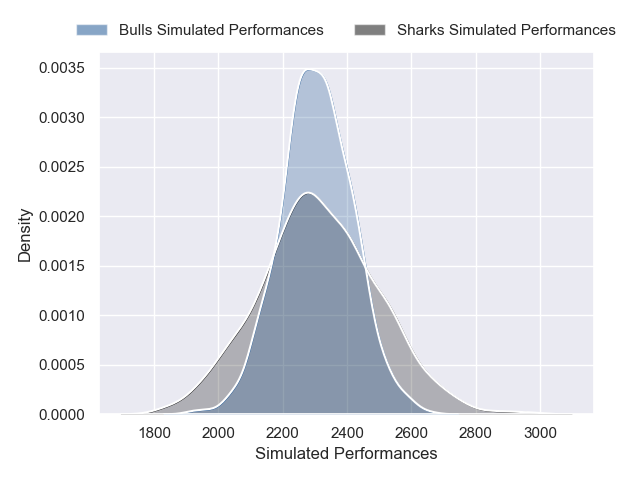 Bulls Simulated Performances Sharks Simulated Performances
0.0035
0.0030
0.0025
0.0020
0.0015
0.0010
0.0005
0.0000
Density
1800 2000 2200 2400 2600 2800 3000
Simulated Performances